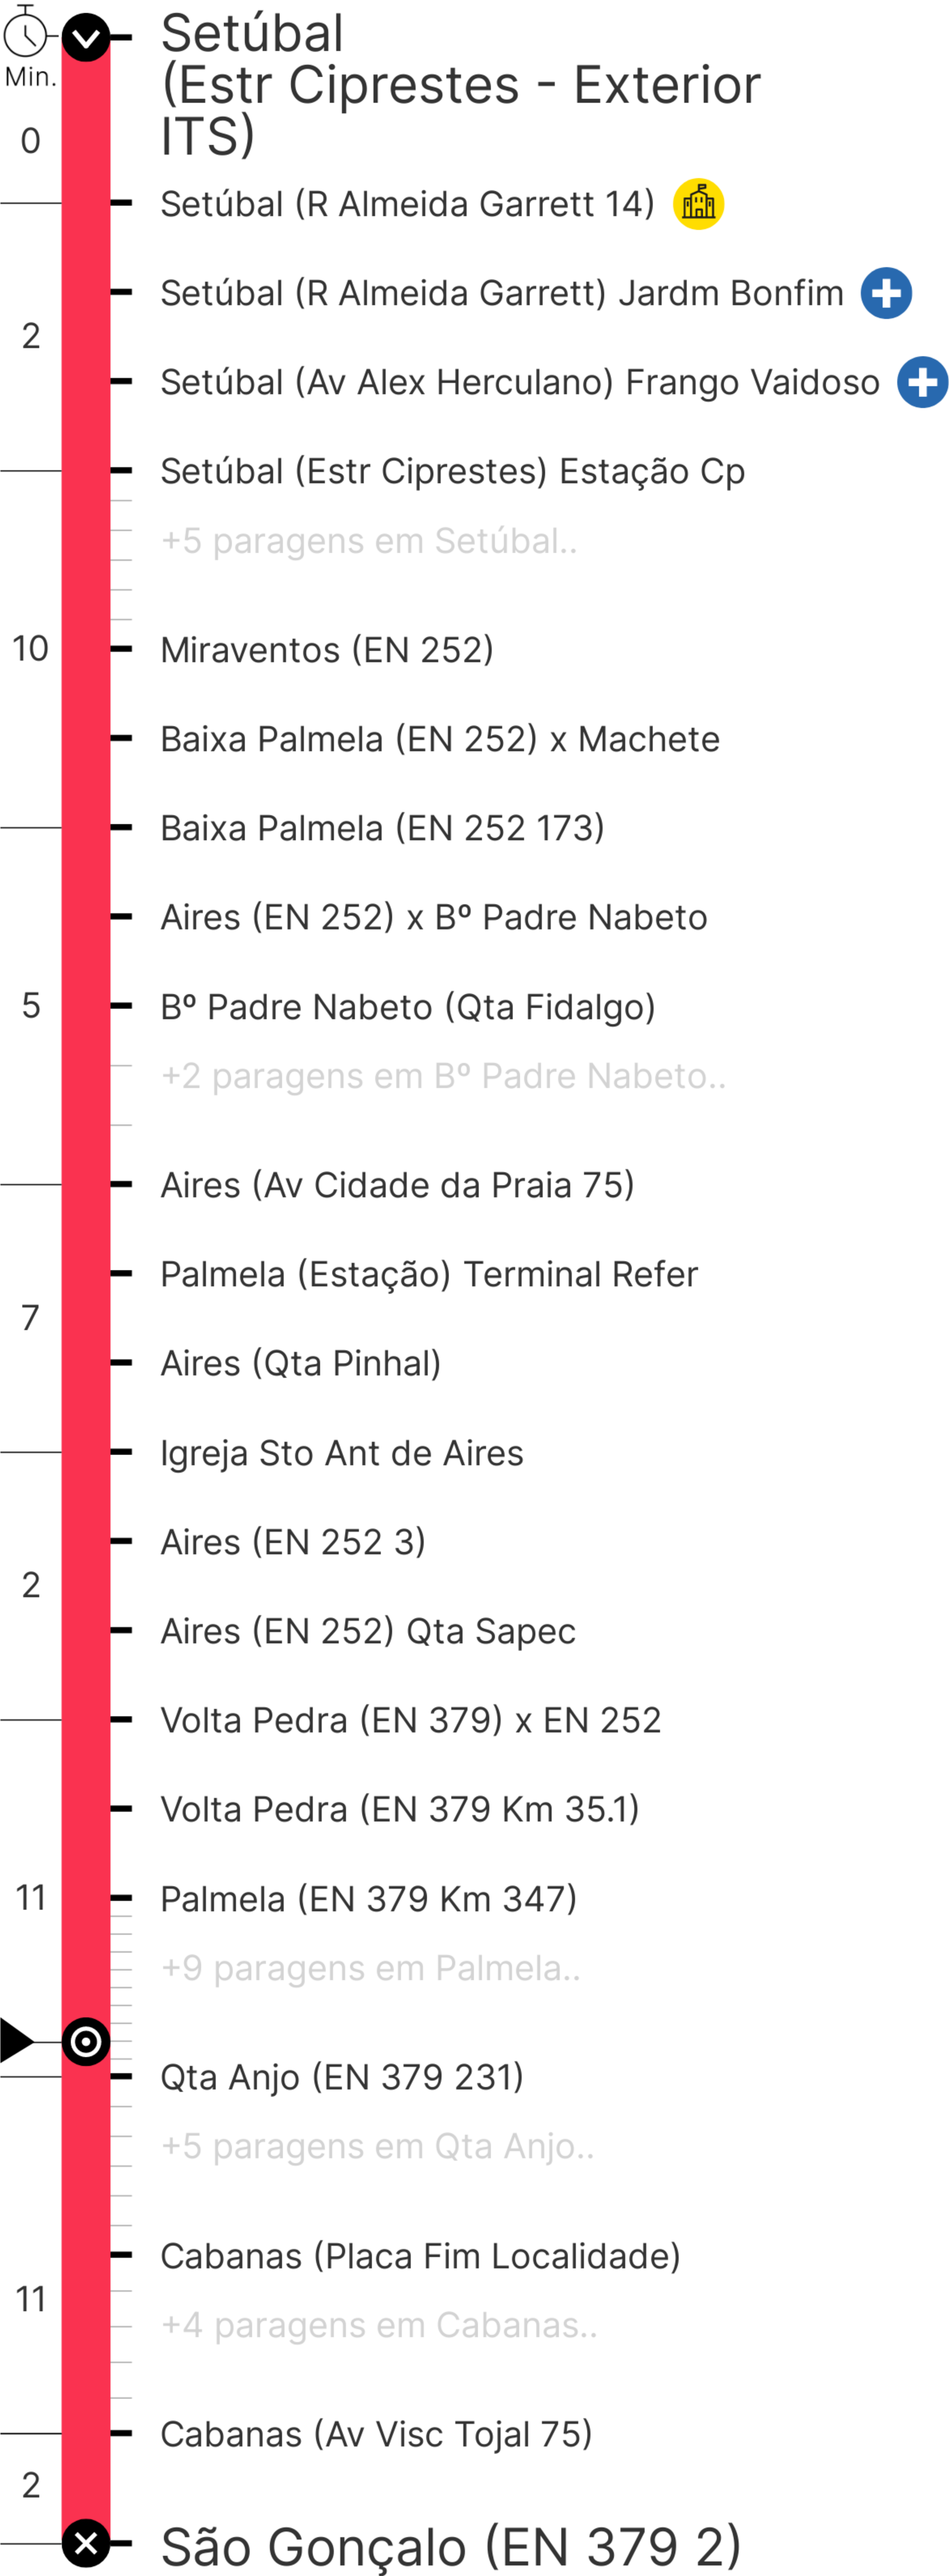 Setúbal
Min.
(Estr Ciprestes - Exterior
ITS)
0
Setúbal (R Almeida Garrett 14)
Setúbal (R Almeida Garrett) Jardm Bonfim
2
Setúbal (Av Alex Herculano) Frango Vaidoso
Setúbal (Estr Ciprestes) Estação Cp
+5 paragens em Setúbal..
10
Miraventos (EN 252)
Baixa Palmela (EN 252) x Machete
Baixa Palmela (EN 252 173)
Aires (EN 252) x Bº Padre Nabeto
5
Bº Padre Nabeto (Qta Fidalgo)
+2 paragens em Bº Padre Nabeto..
Aires (Av Cidade da Praia 75)
Palmela (Estação) Terminal Refer
7
Aires (Qta Pinhal)
Igreja Sto Ant de Aires
Aires (EN 252 3)
2
Aires (EN 252) Qta Sapec
Volta Pedra (EN 379) x EN 252
Volta Pedra (EN 379 Km 35.1)
11
Palmela (EN 379 Km 347)
+9 paragens em Palmela..
Qta Anjo (EN 379 231)
+5 paragens em Qta Anjo..
Cabanas (Placa Fim Localidade)
11
+4 paragens em Cabanas..
Cabanas (Av Visc Tojal 75)
2
São Gonçalo (EN 379 2)